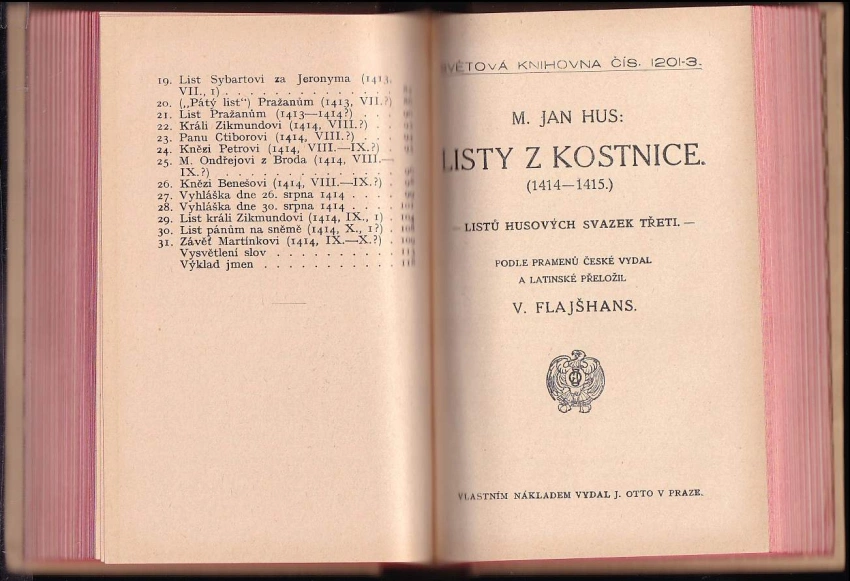 19. List Sybartovi za Jeronyma (1413,
VII., 1) . . . . . . . . . . . . . . .
20. („Pátý list“) Pražanům (1413, VII.?)
21. List Pražanům (1413—1414?) . .
22. Králi Zikmundovi (1414, VIII.?) . .
23. Panu Ctiborovi (1414, VIII.?) . . .
24. Knězi Petrovi (1414, VIII.—IX.?) .
25. M. Ondřejovi z Broda (1414, VIII.—
IX.?) . . . . . . . . . . . . . . . .
26. Knězi Benešovi (1414, VIII.—IX.?) .
27. Vyhláška dne 26. srpna 1414 . . . .
28. Vyhláška dne 30. srpna 1414 . . . .
29. List králi Zikmundovi (1414, IX., 1)
30. List pánům na sněmě (1414, X., 1?)
31. Závěť Martínkovi (1414, IX.—X.?) .
Vysvětlení slov . . . . . . . . . .
Výklad jmen . . . . . . . . . . .
SVĚTOVÁ KNIHOVNA ČÍS. 1201-3.
M. JAN HUS:
LISTY Z KOSTNICE.
(1414—1415.)
— LISTŮ HUSOVÝCH SVAZEK TŘETI. —
PODLE PRAMENŮ ČESKÉ VYDAL
A LATINSKÉ PŘELOŽIL
V. FLAJŠHANS.
VLASTNÍM NÁKLADEM VYDAL J. OTTO V PRAZE.